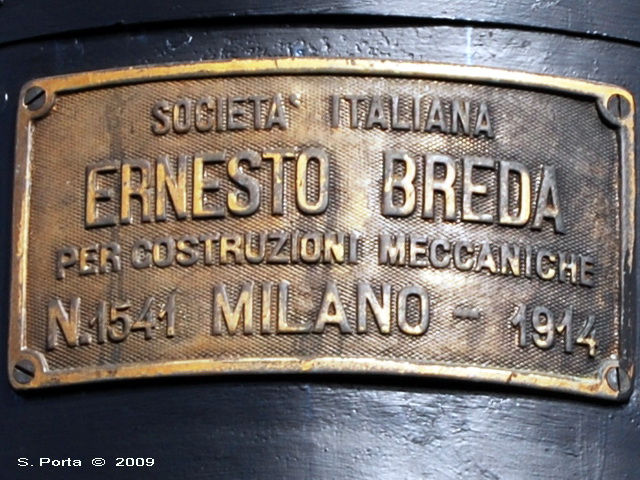 SOCIETA' ITALIANA
ERNESTO BREDA
PER COSTRUZIONI MECCANICHE
N.1541 MILANO - 1914
S. Porta © 2009